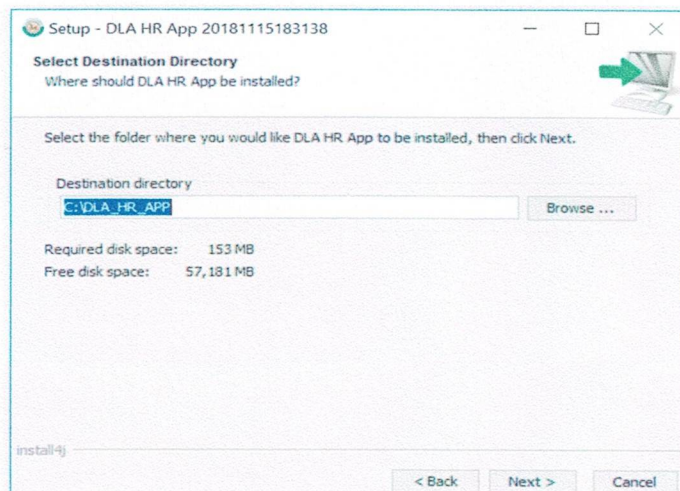 Setup - DLA HR App 20181115183138
Select Destination Directory
Where should DLA HR App be installed?
Select the folder where you would like DLA HR App to be installed, then click Next.
Destination directory
C:\DLA_HR_APP
Browse ...
Required disk space: 153 MB
Free disk space: 57,181 MB
install4j
< Back Next > Cancel